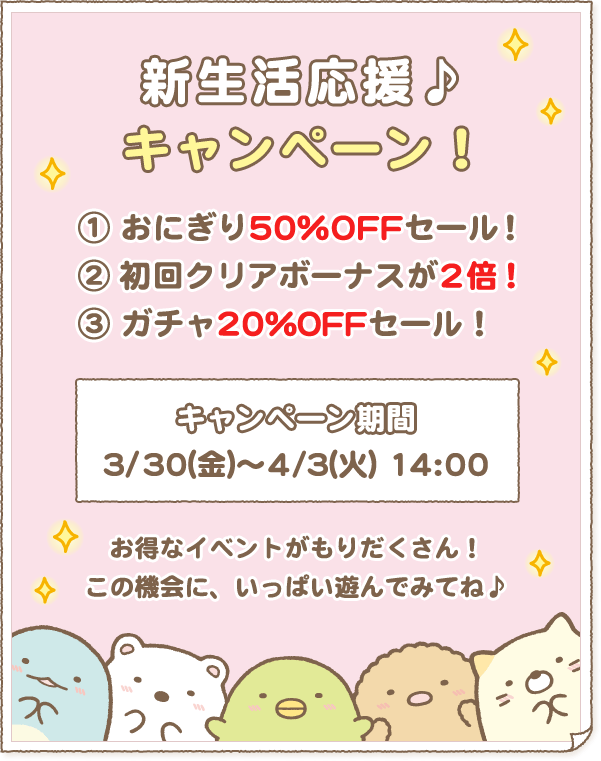 新生活応援♪
キャンペーン！
① おにぎり50%OFFセール！
② 初回クリアボーナスが２倍！
③ ガチャ20%OFFセール！
キャンペーン期間
3/30(金)～4/3(火) 14:00
お得なイベントがもりだくさん！
この機会に、いっぱい遊んでみてね♪